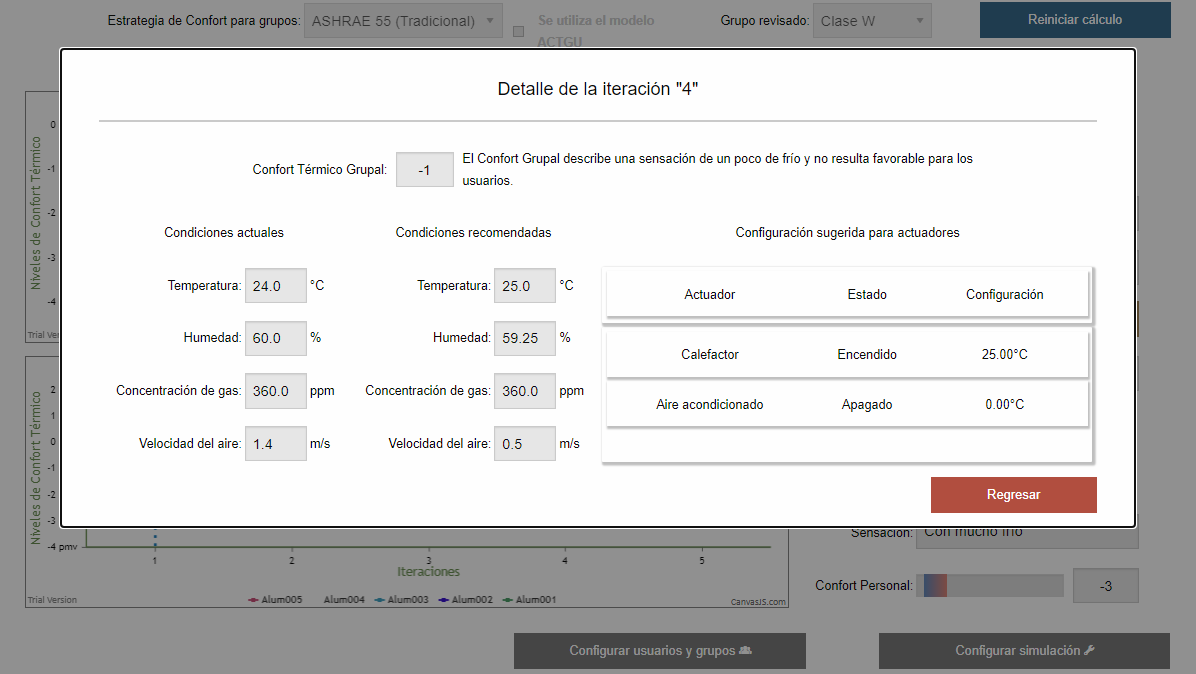 Estrategia de Confort para grupos: ASHRAE 55 (Tradicional) Se utiliza el modelo ACTGU Grupo revisado: Clase W Reiniciar cálculo
Detalle de la iteración "4"
Confort Térmico Grupal: -1 El Confort Grupal describe una sensación de un poco de frío y no resulta favorable para los
usuarios.
Condiciones actuales
Temperatura: 24.0 °C
Humedad: 60.0 %
Concentración de gas: 360.0 ppm
Velocidad del aire: 1.4 m/s
Condiciones recomendadas
Temperatura: 25.0 °C
Humedad: 59.25 %
Concentración de gas: 360.0 ppm
Velocidad del aire: 0.5 m/s
Configuración sugerida para actuadores
Actuador Estado Configuración
Calefactor Encendido 25.00°C
Aire acondicionado Apagado 0.00°C
Regresar
Niveles de Confort Térmico
0
-1
-2
-3
-4
Niveles de Confort Térmico
2
1
0
-1
-2
-3
-4 pmv
1 2 3 4 5
Iteraciones
Alum005 Alum004 Alum003 Alum002 Alum001
Trial Version
CanvasJS.com
Sensación: Con mucho frío
Confort Personal: -3
Configurar usuarios y grupos
Configurar simulación